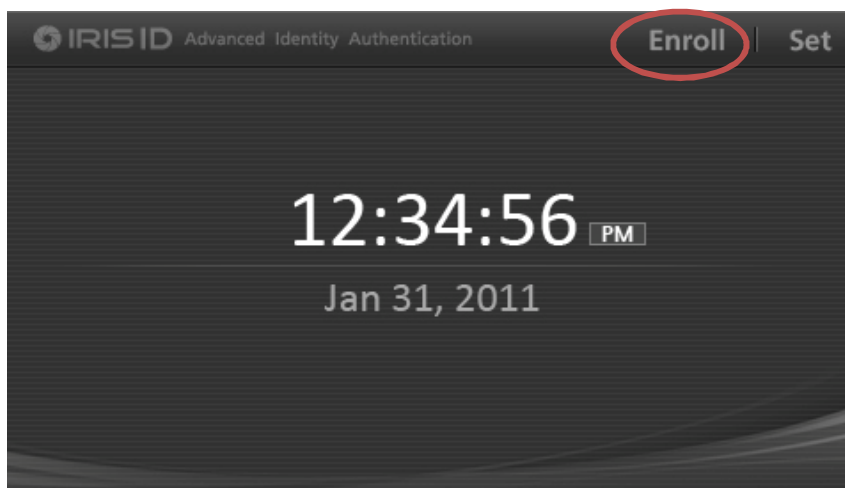 IRIS ID Advanced Identity Authentication Enroll Set
12:34:56 PM
Jan 31, 2011